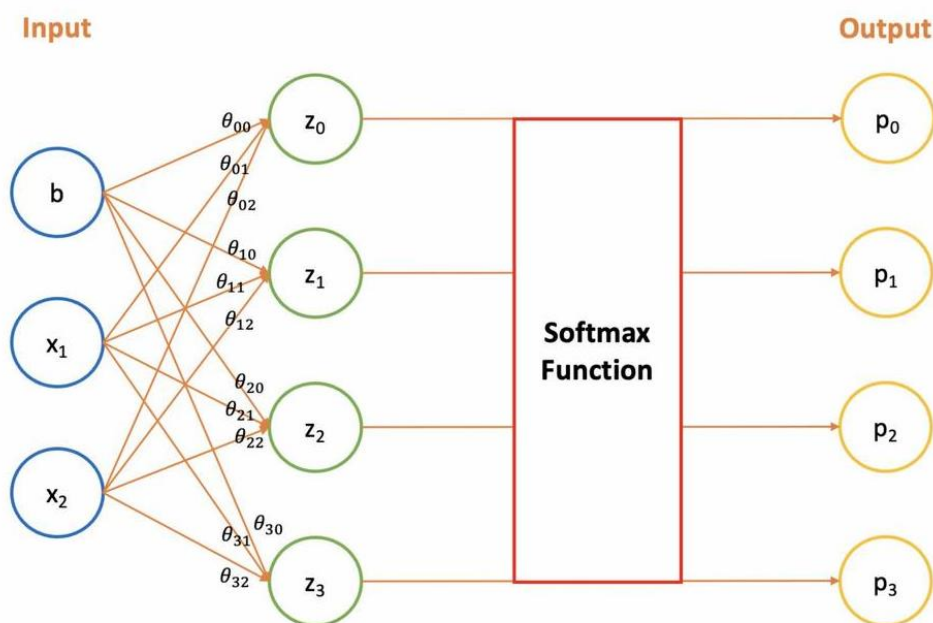 Input
Output
b
x₁
x₂
θ₀₀
θ₀₁
θ₀₂
θ₁₀
θ₁₁
θ₁₂
θ₂₀
θ₂₁
θ₂₂
θ₃₀
θ₃₁
θ₃₂
z₀
z₁
z₂
z₃
Softmax
Function
p₀
p₁
p₂
p₃